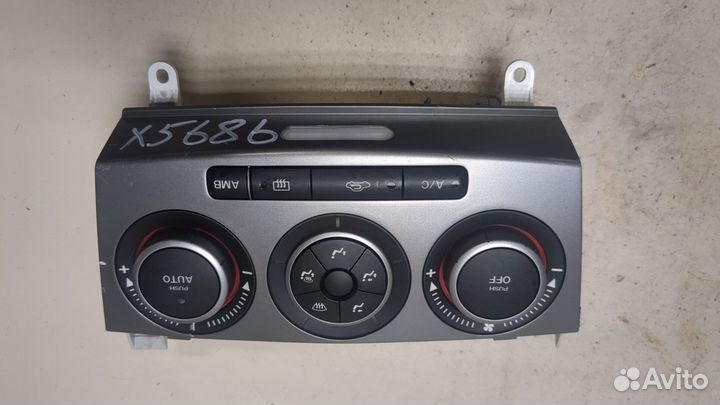 X5686
AMB
A/C
PUSH
AUTO
PUSH
OFF
Avito